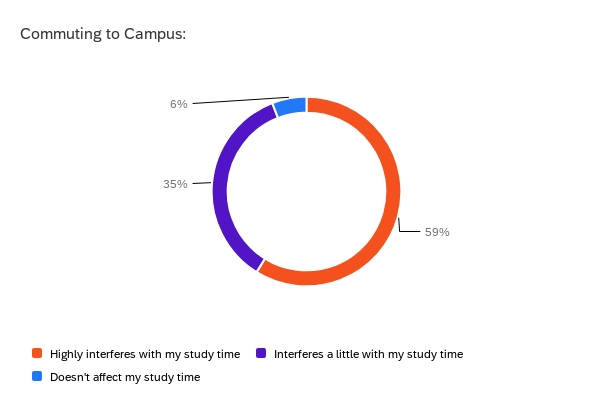 Commuting to Campus:
6%
35%
59%
Highly interferes with my study time
Interferes a little with my study time
Doesn't affect my study time